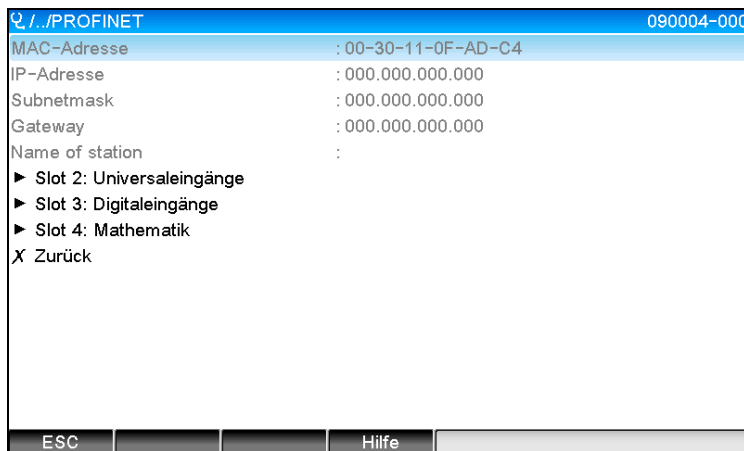 /../PROFINET 090004-000
MAC-Adresse : 00-30-11-0F-AD-C4
IP-Adresse : 000.000.000.000
Subnetmask : 000.000.000.000
Gateway : 000.000.000.000
Name of station :
► Slot 2: Universaleingänge
► Slot 3: Digitaleingänge
► Slot 4: Mathematik
X Zurück
ESC Hilfe